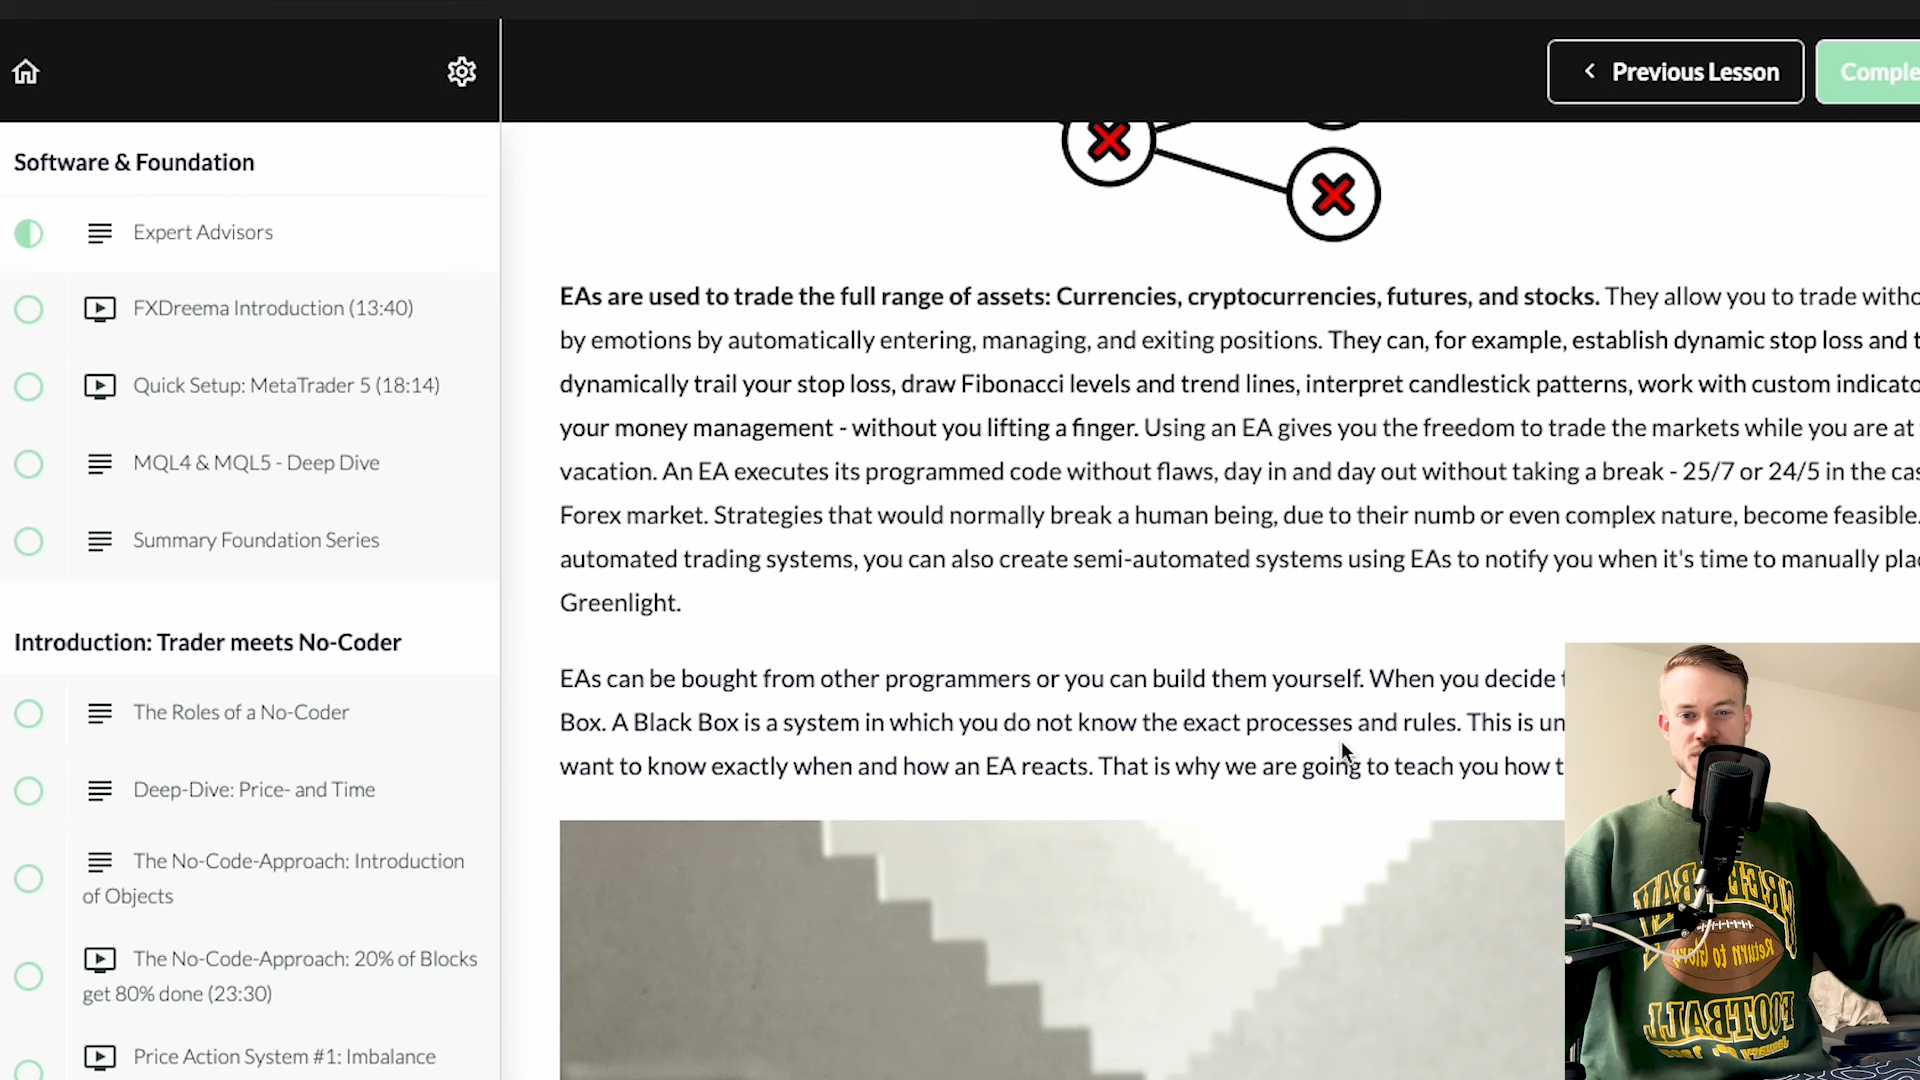 Previous Lesson
Comple
Software & Foundation
Expert Advisors
FXDreema Introduction (13:40)
Quick Setup: MetaTrader 5 (18:14)
MQL4 & MQL5 - Deep Dive
Summary Foundation Series
Introduction: Trader meets No-Coder
The Roles of a No-Coder
Deep-Dive: Price- and Time
The No-Code-Approach: Introduction
of Objects
The No-Code-Approach: 20% of Blocks
get 80% done (23:30)
Price Action System #1: Imbalance
EAs are used to trade the full range of assets: Currencies, cryptocurrencies, futures, and stocks. They allow you to trade witho
by emotions by automatically entering, managing, and exiting positions. They can, for example, establish dynamic stop loss and t
dynamically trail your stop loss, draw Fibonacci levels and trend lines, interpret candlestick patterns, work with custom indicato
your money management - without you lifting a finger. Using an EA gives you the freedom to trade the markets while you are at
vacation. An EA executes its programmed code without flaws, day in and day out without taking a break - 25/7 or 24/5 in the cas
Forex market. Strategies that would normally break a human being, due to their numb or even complex nature, become feasible.
automated trading systems, you can also create semi-automated systems using EAs to notify you when it's time to manually plac
Greenlight.
EAs can be bought from other programmers or you can build them yourself. When you decide t
Box. A Black Box is a system in which you do not know the exact processes and rules. This is un
want to know exactly when and how an EA reacts. That is why we are going to teach you how t
GREEN BAY
Return to Glory
FOOTBALL